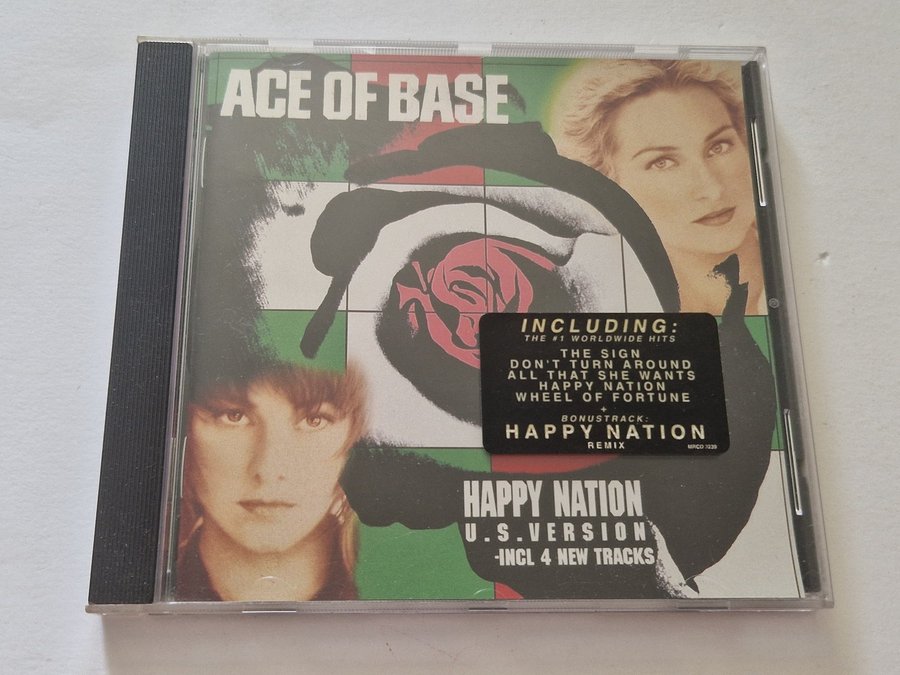 ACE OF BASE
INCLUDING:
THE #1 WORLDWIDE HITS
THE SIGN
DON'T TURN AROUND
ALL THAT SHE WANTS
HAPPY NATION
WHEEL OF FORTUNE
+
BONUSTRACK:
HAPPY NATION
REMIX
HAPPY NATION
U.S.VERSION
-INCL 4 NEW TRACKS